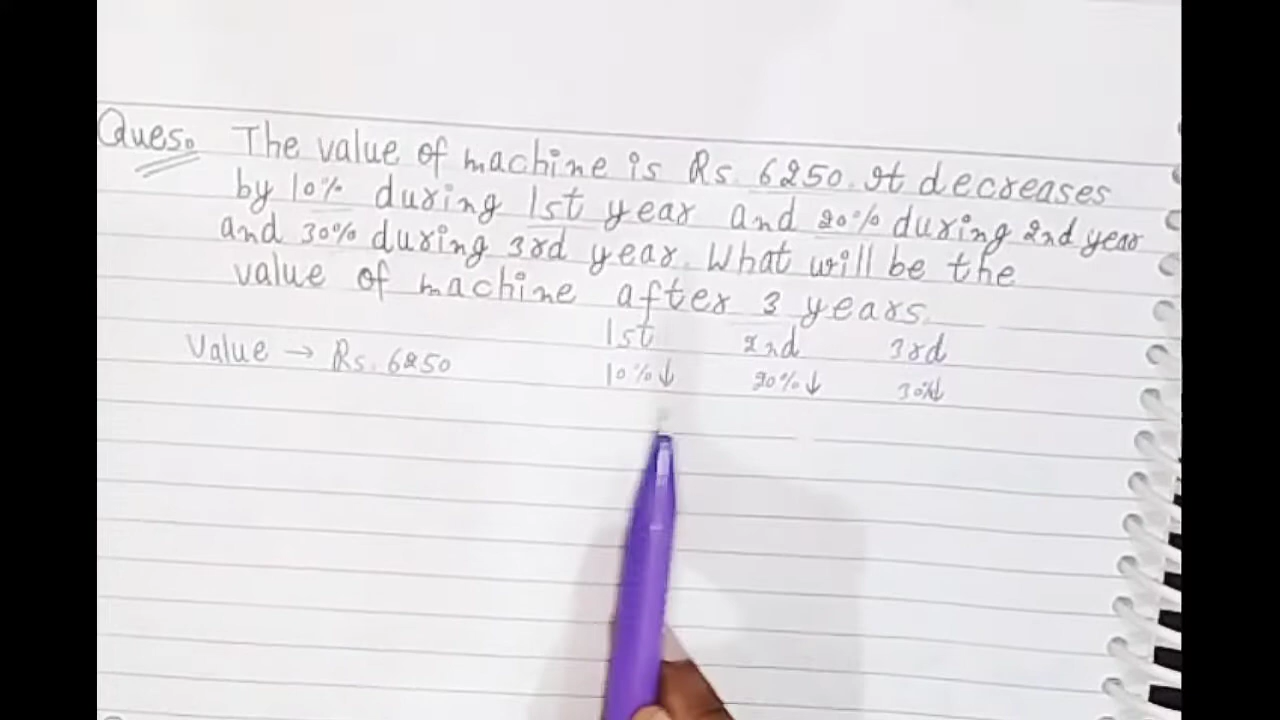 Ques. The value of machine is Rs. 6250. It decreases
by 10% during 1st year and 20% during 2nd year
and 30% during 3rd year. What will be the
value of machine after 3 years.
1st 2nd 3rd
Value → Rs. 6250 10%↓ 20%↓ 30%↓